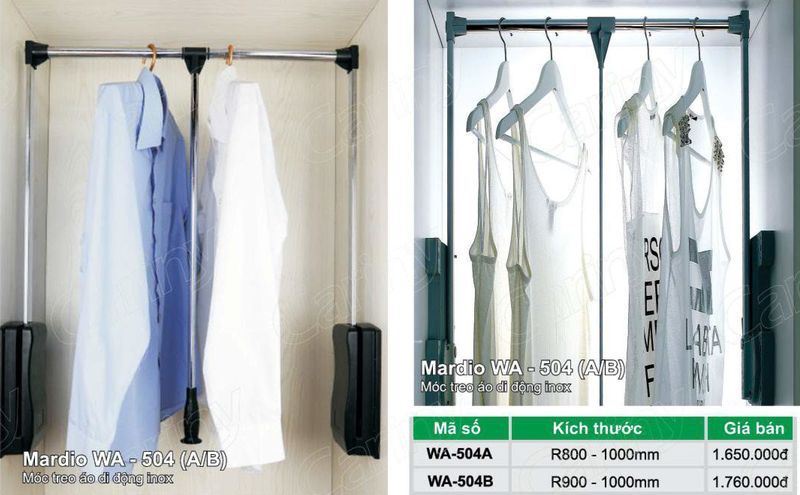 Mardio WA - 504 (A/B)
Móc treo áo di động inox
Mardio WA - 504 (A/B)
Móc treo áo di động inox
Mã số Kích thước Giá bán
WA-504A R800 - 1000mm 1.650.000đ
WA-504B R900 - 1000mm 1.760.000đ
Cariny